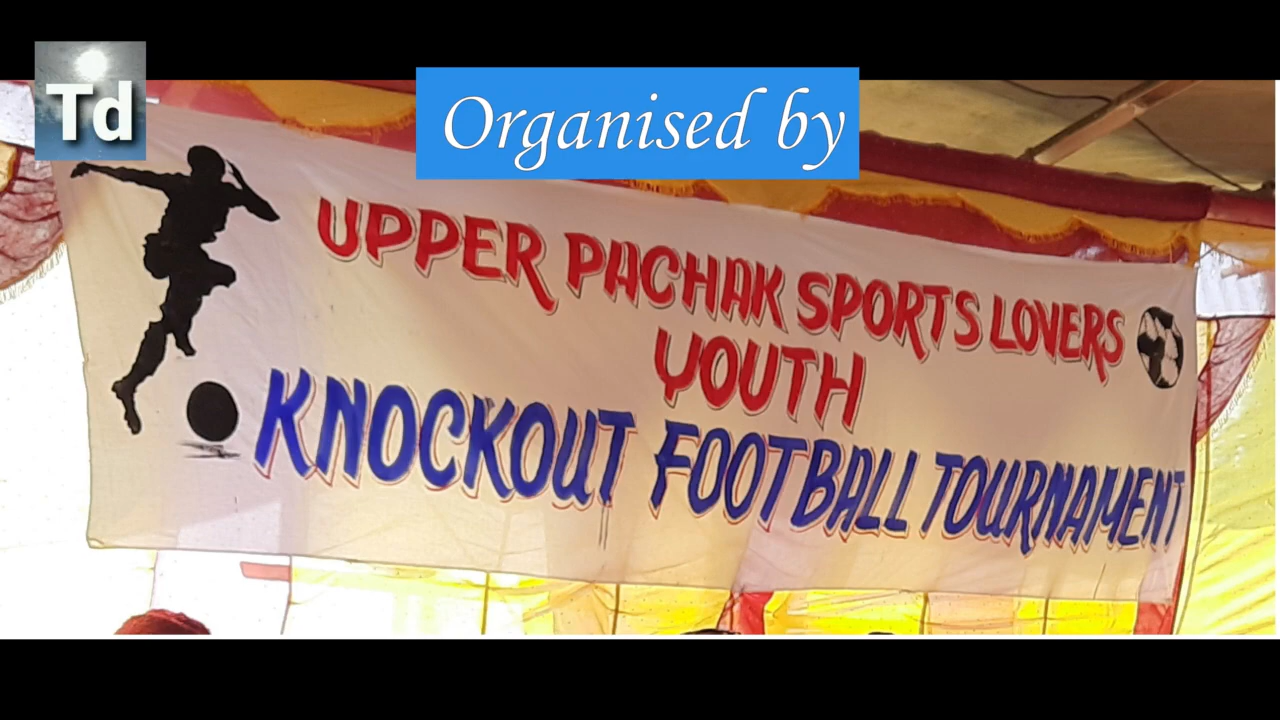 Td
Organised by
UPPER PACHAK SPORTS LOVERS
YOUTH
KNOCKOUT FOOTBALL TOURNAMENT